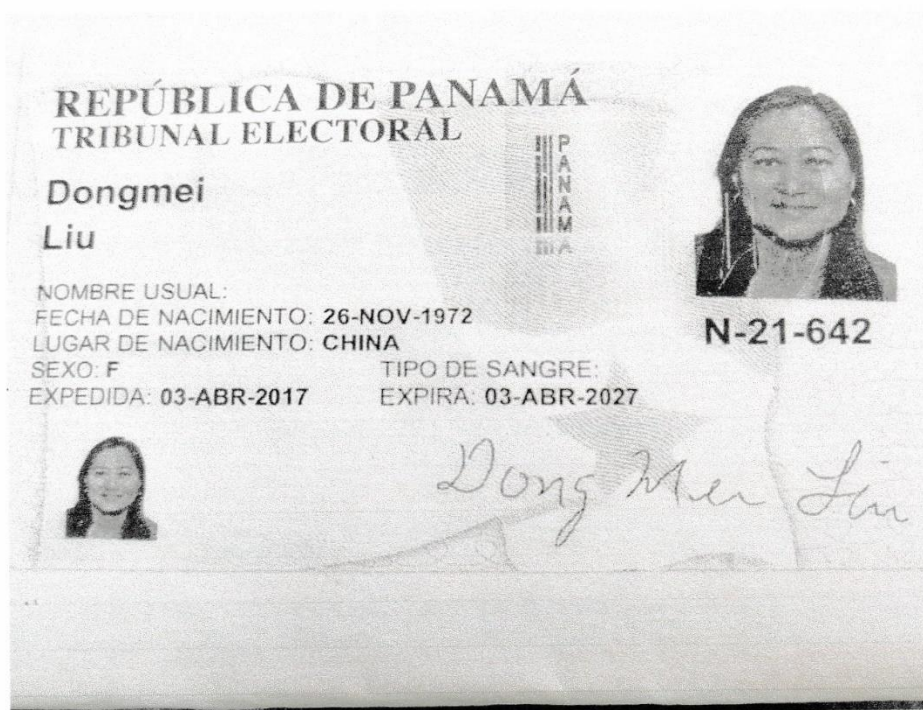 REPÚBLICA DE PANAMÁ
TRIBUNAL ELECTORAL
PANAMA
Dongmei
Liu
NOMBRE USUAL:
FECHA DE NACIMIENTO: 26-NOV-1972
LUGAR DE NACIMIENTO: CHINA
SEXO: F TIPO DE SANGRE:
EXPEDIDA: 03-ABR-2017 EXPIRA: 03-ABR-2027
N-21-642
Dong Mei Liu